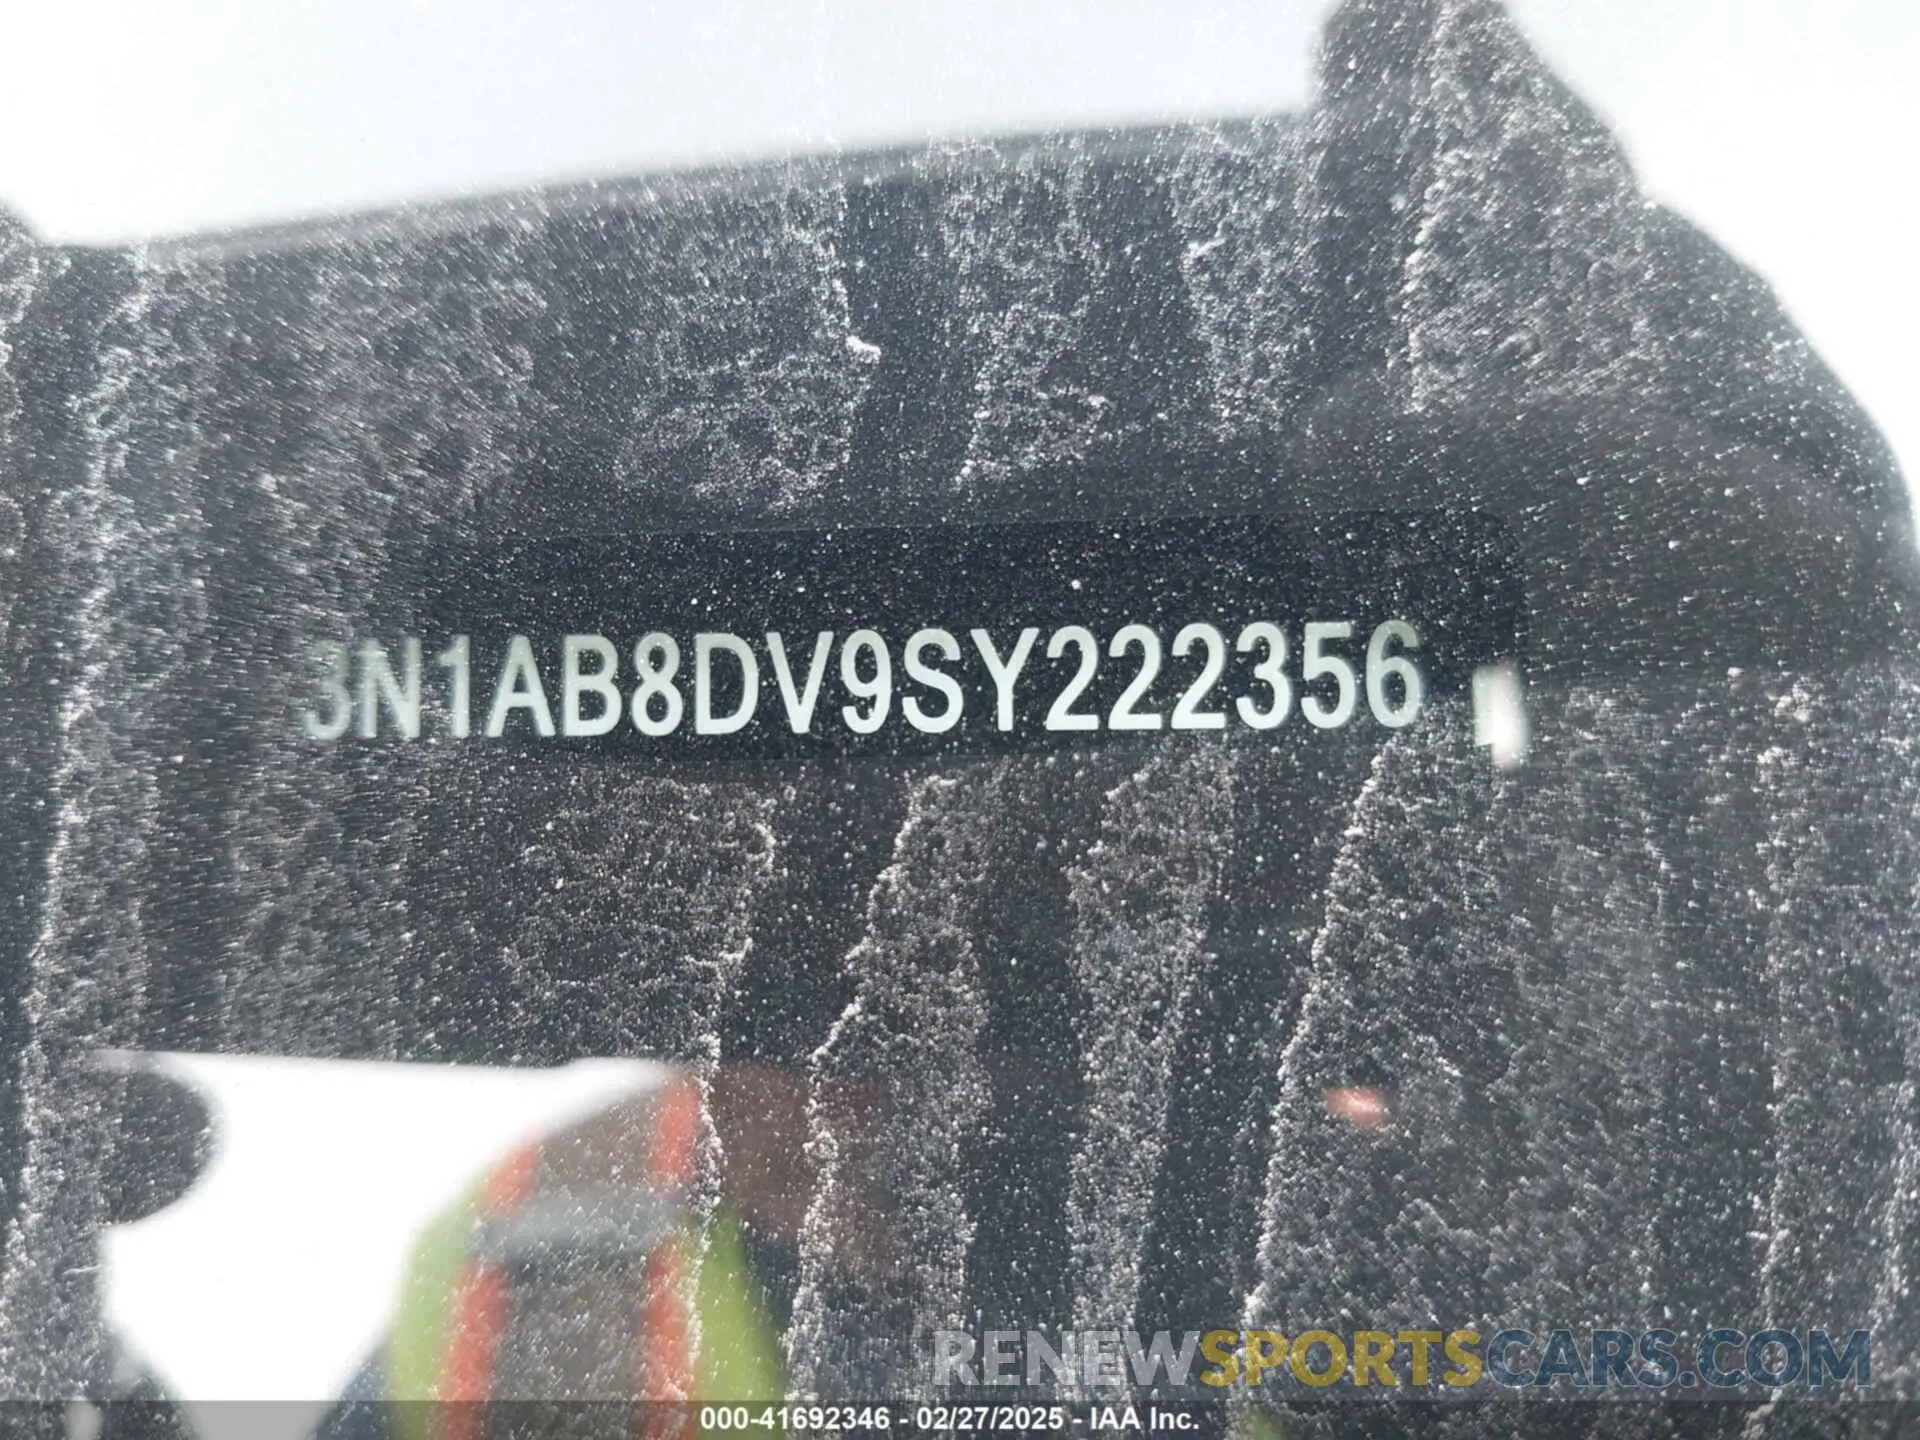 3N1AB8DV9SY222356
RENEWSPORTSCARS.COM
000-41692346 - 02/27/2025 - IAA Inc.